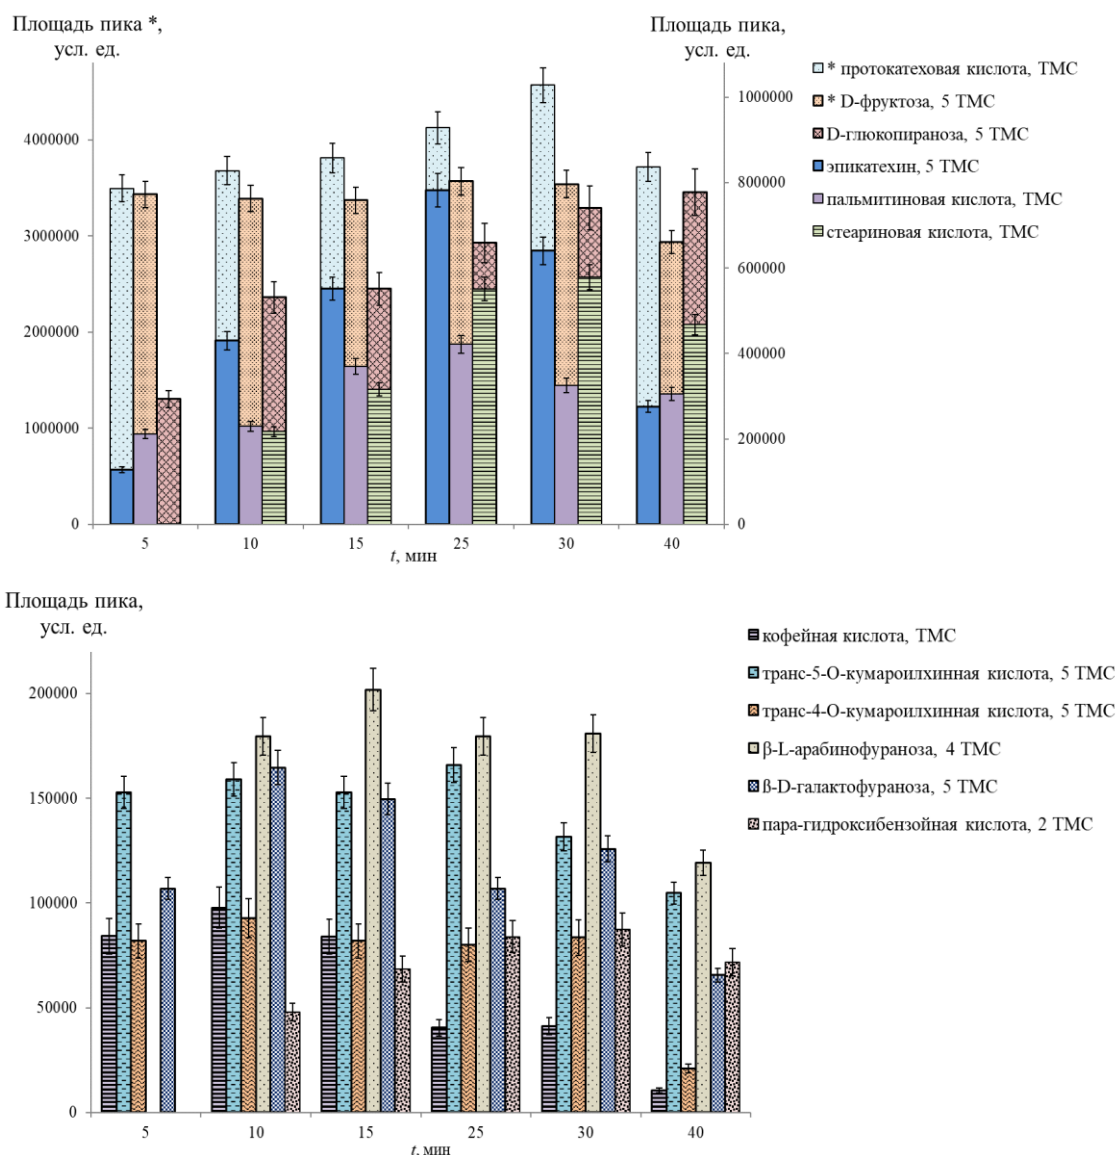 Площадь пика *,
усл. ед.
Площадь пика,
усл. ед.
4000000
3000000
2000000
1000000
0
1000000
800000
600000
400000
200000
0
5 10 15 25 30 40
t, мин
* протокатеховая кислота, ТМС
* D-фруктоза, 5 ТМС
D-глюкопираноза, 5 ТМС
эпикатехин, 5 ТМС
пальмитиновая кислота, ТМС
стеариновая кислота, ТМС
Площадь пика,
усл. ед.
200000
150000
100000
50000
0
5 10 15 25 30 40
t, мин
кофейная кислота, ТМС
транс-5-О-кумароилхинная кислота, 5 ТМС
транс-4-О-кумароилхинная кислота, 5 ТМС
β-L-арабинофураноза, 4 ТМС
ß-D-галактофураноза, 5 ТМС
пара-гидроксибензойная кислота, 2 ТМС